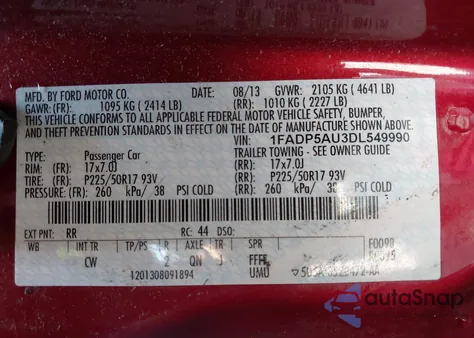 MFD. BY FORD MOTOR CO.
DATE: 08/13 GVWR: 2105 KG ( 4641 LB)
GAWR:(FR): 1095 KG ( 2414 LB) (RR): 1010 KG ( 2227 LB)
THIS VEHICLE CONFORMS TO ALL APPLICABLE FEDERAL MOTOR VEHICLE SAFETY, BUMPER,
AND THEFT PREVENTION STANDARDS IN EFFECT ON THE DATE OF MANUFACTURE SHOWN ABOVE.
VIN: 1FADP5AU3DL549990
TYPE: Passenger Car TRAILER TOWING - SEE OWNER GUIDE
RIM: (FR): 17x7.0J (RR): 17x7.0J
TIRE: (FR): P225/50R17 93V (RR): P225/50R17 93V
PRESSURE: (FR): 260 kPa/ 38 PSI COLD (RR): 260 kPa/ 38 PSI COLD
EXT PNT: RR RC: 44 DSO:
WB INT TR TP/PS R AXLE TR SPR F0090
CW 2 QN
1201308091894 UMU
autoSnap